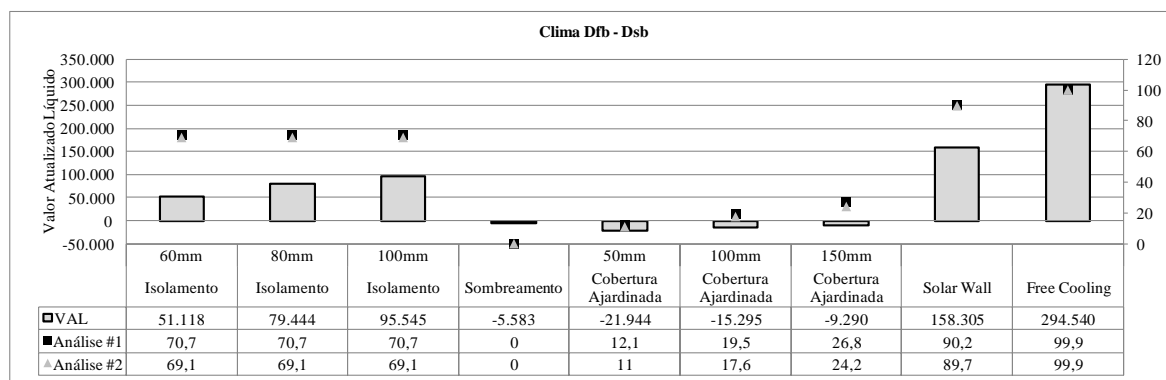 Clima Dfb - Dsb
Valor Atualizado Líquido
350.000
300.000
250.000
200.000
150.000
100.000
50.000
0
-50.000
120
100
80
60
40
20
0
60mm 80mm 100mm 50mm 100mm 150mm
Isolamento Isolamento Isolamento Sombreamento Cobertura Ajardinada Cobertura Ajardinada Cobertura Ajardinada Solar Wall Free Cooling
VAL 51.118 79.444 95.545 -5.583 -21.944 -15.295 -9.290 158.305 294.540
Análise #1 70,7 70,7 70,7 0 12,1 19,5 26,8 90,2 99,9
Análise #2 69,1 69,1 69,1 0 11 17,6 24,2 89,7 99,9